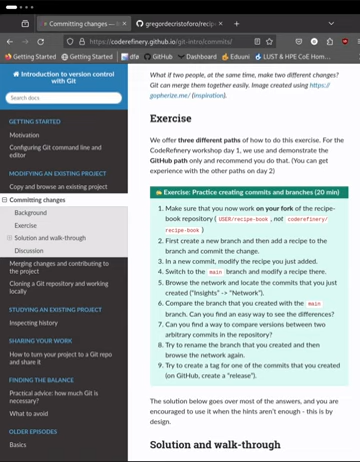 Committing changes — I
gregordecristoforo/recip
https://coderefinery.github.io/git-intro/commits/
Getting Started
Getting Started
dfø
GitHub
Dashboard
Eduuni
LUST & HPE CoE Hom
Introduction to version control with Git
Search docs
GETTING STARTED
Motivation
Configuring Git command line and editor
MODIFYING AN EXISTING PROJECT
Copy and browse an existing project
Committing changes
Background
Exercise
Solution and walk-through
Discussion
Merging changes and contributing to the project
Cloning a Git repository and working locally
STUDYING AN EXISTING PROJECT
Inspecting history
SHARING YOUR WORK
How to turn your project to a Git repo and share it
FINDING THE BALANCE
Practical advice: how much Git is necessary?
What to avoid
OLDER EPISODES
Basics
What if two people, at the same time, make two different changes?
Git can merge them together easily. Image created using https://
gopherize.me/ (inspiration).
Exercise
We offer three different paths of how to do this exercise. For the
CodeRefinery workshop day 1, we use and demonstrate the
GitHub path only and recommend you do that. (You can get
experience with the other paths on day 2)
Exercise: Practice creating commits and branches (20 min)
1. Make sure that you now work on your fork of the recipe-
book repository ( USER/recipe-book , not coderefinery/
recipe-book )
2. First create a new branch and then add a recipe to the
branch and commit the change.
3. In a new commit, modify the recipe you just added.
4. Switch to the main branch and modify a recipe there.
5. Browse the network and locate the commits that you just
created ("Insights" -> "Network").
6. Compare the branch that you created with the main
branch. Can you find an easy way to see the differences?
7. Can you find a way to compare versions between two
arbitrary commits in the repository?
8. Try to rename the branch that you created and then
browse the network again.
9. Try to create a tag for one of the commits that you created
(on GitHub, create a "release").
The solution below goes over most of the answers, and you are
encouraged to use it when the hints aren't enough - this is by
design.
Solution and walk-through